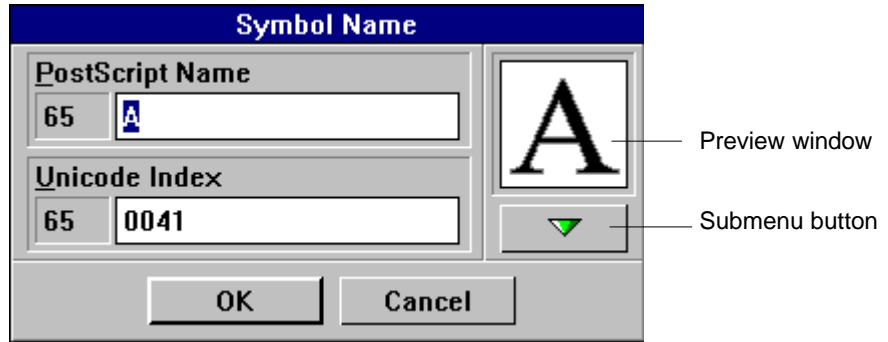 Symbol Name
PostScript Name
65 A
A
Preview window
Unicode Index
65 0041
Submenu button
OK Cancel